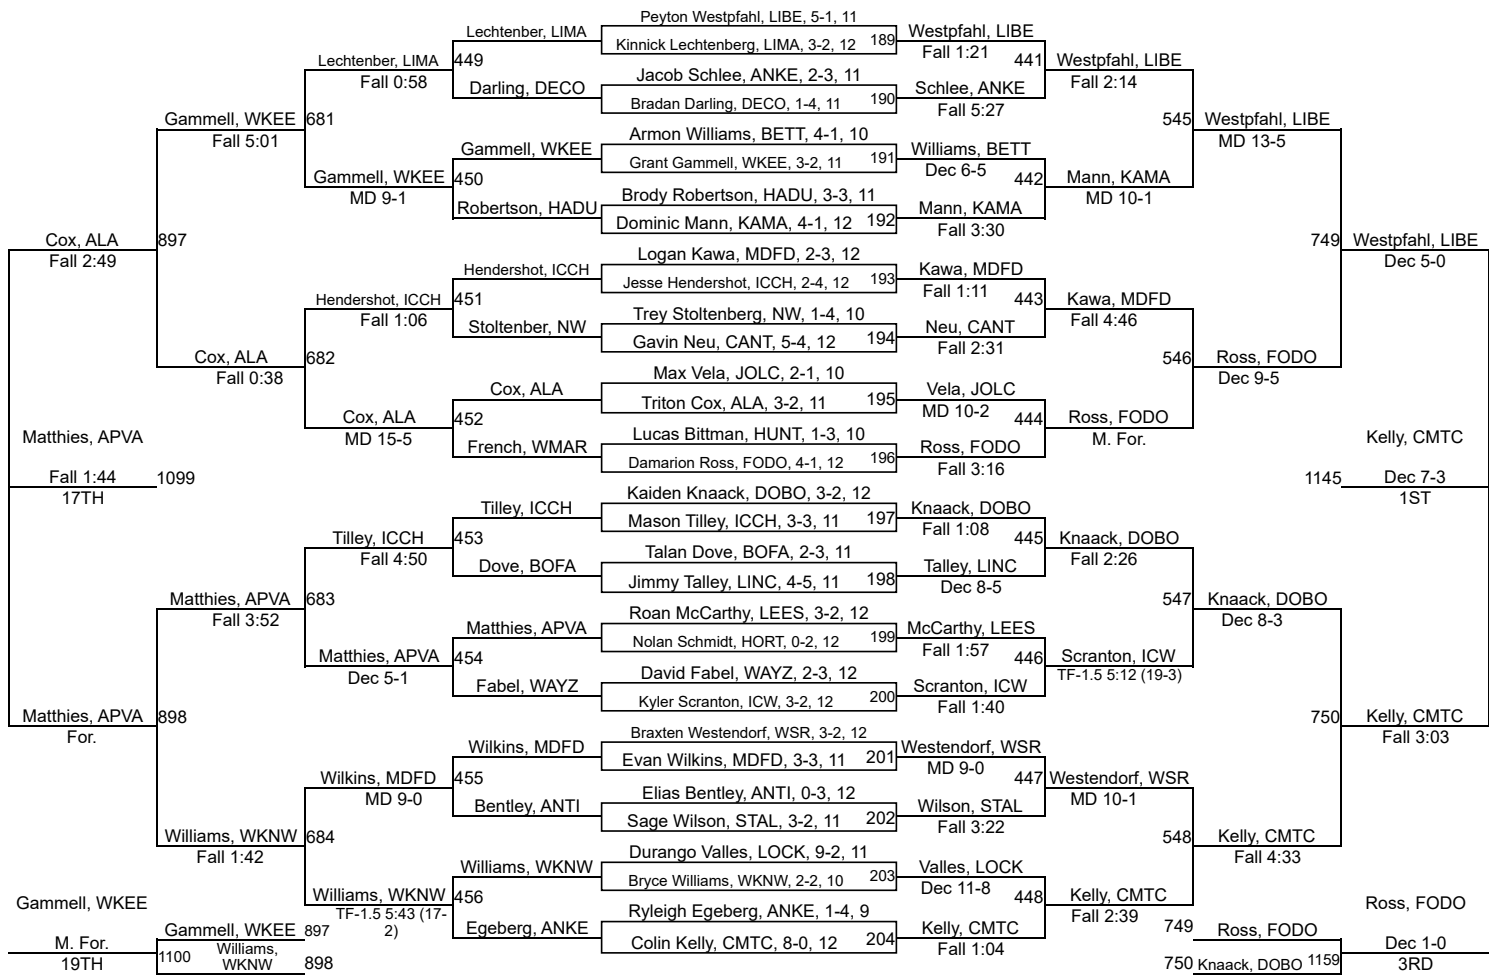 Peyton Westpfahl, LIBE, 5-1, 11
Lechtenber, LIMA
Kinnick Lechtenberg, LIMA, 3-2, 12
189
Westpfahl, LIBE
Fall 1:21
Lechtenber, LIMA
449
441
Westpfahl, LIBE
Fall 0:58
Fall 2:14
Jacob Schlee, ANKE, 2-3, 11
Darling, DECO
Bradan Darling, DECO, 1-4, 11
190
Schlee, ANKE
Fall 5:27
Gammell, WKEE
681
545
Westpfahl, LIBE
Fall 5:01
MD 13-5
Armon Williams, BETT, 4-1, 10
Gammell, WKEE
Grant Gammell, WKEE, 3-2, 11
191
Williams, BETT
Dec 6-5
Gammell, WKEE
450
442
Mann, KAMA
MD 9-1
MD 10-1
Brody Robertson, HADU, 3-3, 11
Robertson, HADU
Dominic Mann, KAMA, 4-1, 12
192
Mann, KAMA
Fall 3:30
Cox, ALA
897
749
Westpfahl, LIBE
Fall 2:49
Dec 5-0
Logan Kawa, MDFD, 2-3, 12
Hendershot, ICCH
Jesse Hendershot, ICCH, 2-4, 12
193
Kawa, MDFD
Fall 1:11
Hendershot, ICCH
451
443
Kawa, MDFD
Fall 1:06
Fall 4:46
Trey Stoltenberg, NW, 1-4, 10
Stoltenber, NW
Gavin Neu, CANT, 5-4, 12
194
Neu, CANT
Fall 2:31
Cox, ALA
682
546
Ross, FODO
Fall 0:38
Dec 9-5
Max Vela, JOLC, 2-1, 10
Cox, ALA
Triton Cox, ALA, 3-2, 11
195
Vela, JOLC
MD 10-2
Cox, ALA
452
444
Ross, FODO
MD 15-5
M. For.
Lucas Bittman, HUNT, 1-3, 10
French, WMAR
Damarion Ross, FODO, 4-1, 12
196
Ross, FODO
Fall 3:16
Matthies, APVA
Kelly, CMTC
Fall 1:44
1099
1145
Dec 7-3
17TH
1ST
Kaiden Knaack, DOBO, 3-2, 12
Tilley, ICCH
Mason Tilley, ICCH, 3-3, 11
197
Knaack, DOBO
Fall 1:08
Tilley, ICCH
453
445
Knaack, DOBO
Fall 4:50
Fall 2:26
Talan Dove, BOFA, 2-3, 11
Dove, BOFA
Jimmy Talley, LINC, 4-5, 11
198
Talley, LINC
Dec 8-5
Matthies, APVA
683
547
Knaack, DOBO
Fall 3:52
Dec 8-3
Roan McCarthy, LEES, 3-2, 12
Matthies, APVA
Nolan Schmidt, HORT, 0-2, 12
199
McCarthy, LEES
Fall 1:57
Matthies, APVA
454
446
Scranton, ICW
Dec 5-1
TF-1.5 5:12 (19-3)
David Fabel, WAYZ, 2-3, 12
Fabel, WAYZ
Kyler Scranton, ICW, 3-2, 12
200
Scranton, ICW
Fall 1:40
Matthies, APVA
898
750
Kelly, CMTC
For.
Fall 3:03
Braxten Westendorf, WSR, 3-2, 12
Wilkins, MDFD
Evan Wilkins, MDFD, 3-3, 11
201
Westendorf, WSR
MD 9-0
Wilkins, MDFD
455
447
Westendorf, WSR
MD 9-0
MD 10-1
Elias Bentley, ANTI, 0-3, 12
Bentley, ANTI
Sage Wilson, STAL, 3-2, 11
202
Wilson, STAL
Fall 3:22
Williams, WKNW
684
548
Kelly, CMTC
Fall 1:42
Fall 4:33
Durango Valles, LOCK, 9-2, 11
Williams, WKNW
Bryce Williams, WKNW, 2-2, 10
203
Valles, LOCK
Dec 11-8
Williams, WKNW
456
448
Kelly, CMTC
TF-1.5 5:43 (17-
2)
Fall 2:39
Ryleigh Egeberg, ANKE, 1-4, 9
Egeberg, ANKE
Colin Kelly, CMTC, 8-0, 12
204
Kelly, CMTC
Fall 1:04
Gammell, WKEE
Ross, FODO
Gammell, WKEE
897
749
Ross, FODO
M. For.
1100
Williams,
WKNW
898
750
Knaack, DOBO
1159
Dec 1-0
19TH
3RD